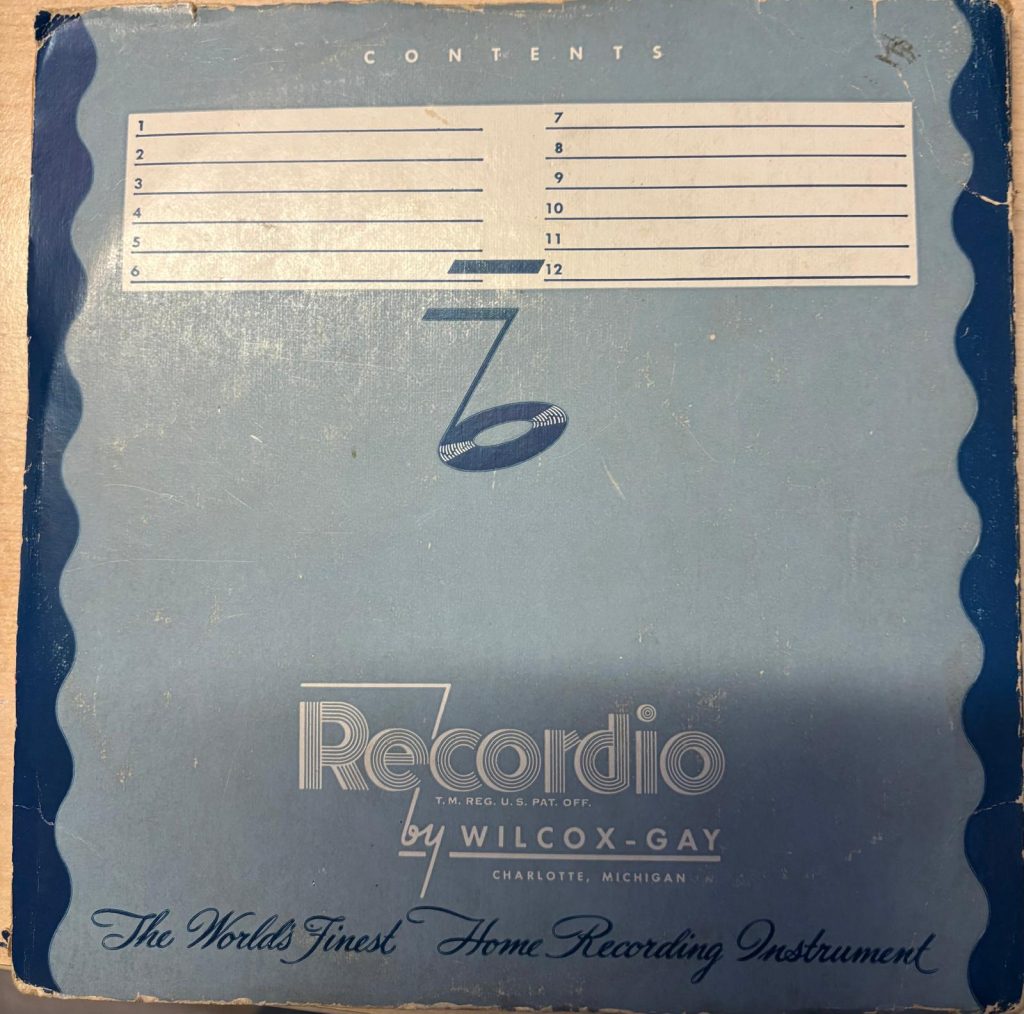 CONTENTS
1
2
3
4
5
6
7
8
9
10
11
12
Recordio
T.M. REG. U.S. PAT. OFF.
by WILCOX-GAY
CHARLOTTE, MICHIGAN
The World's Finest Home Recording Instrument